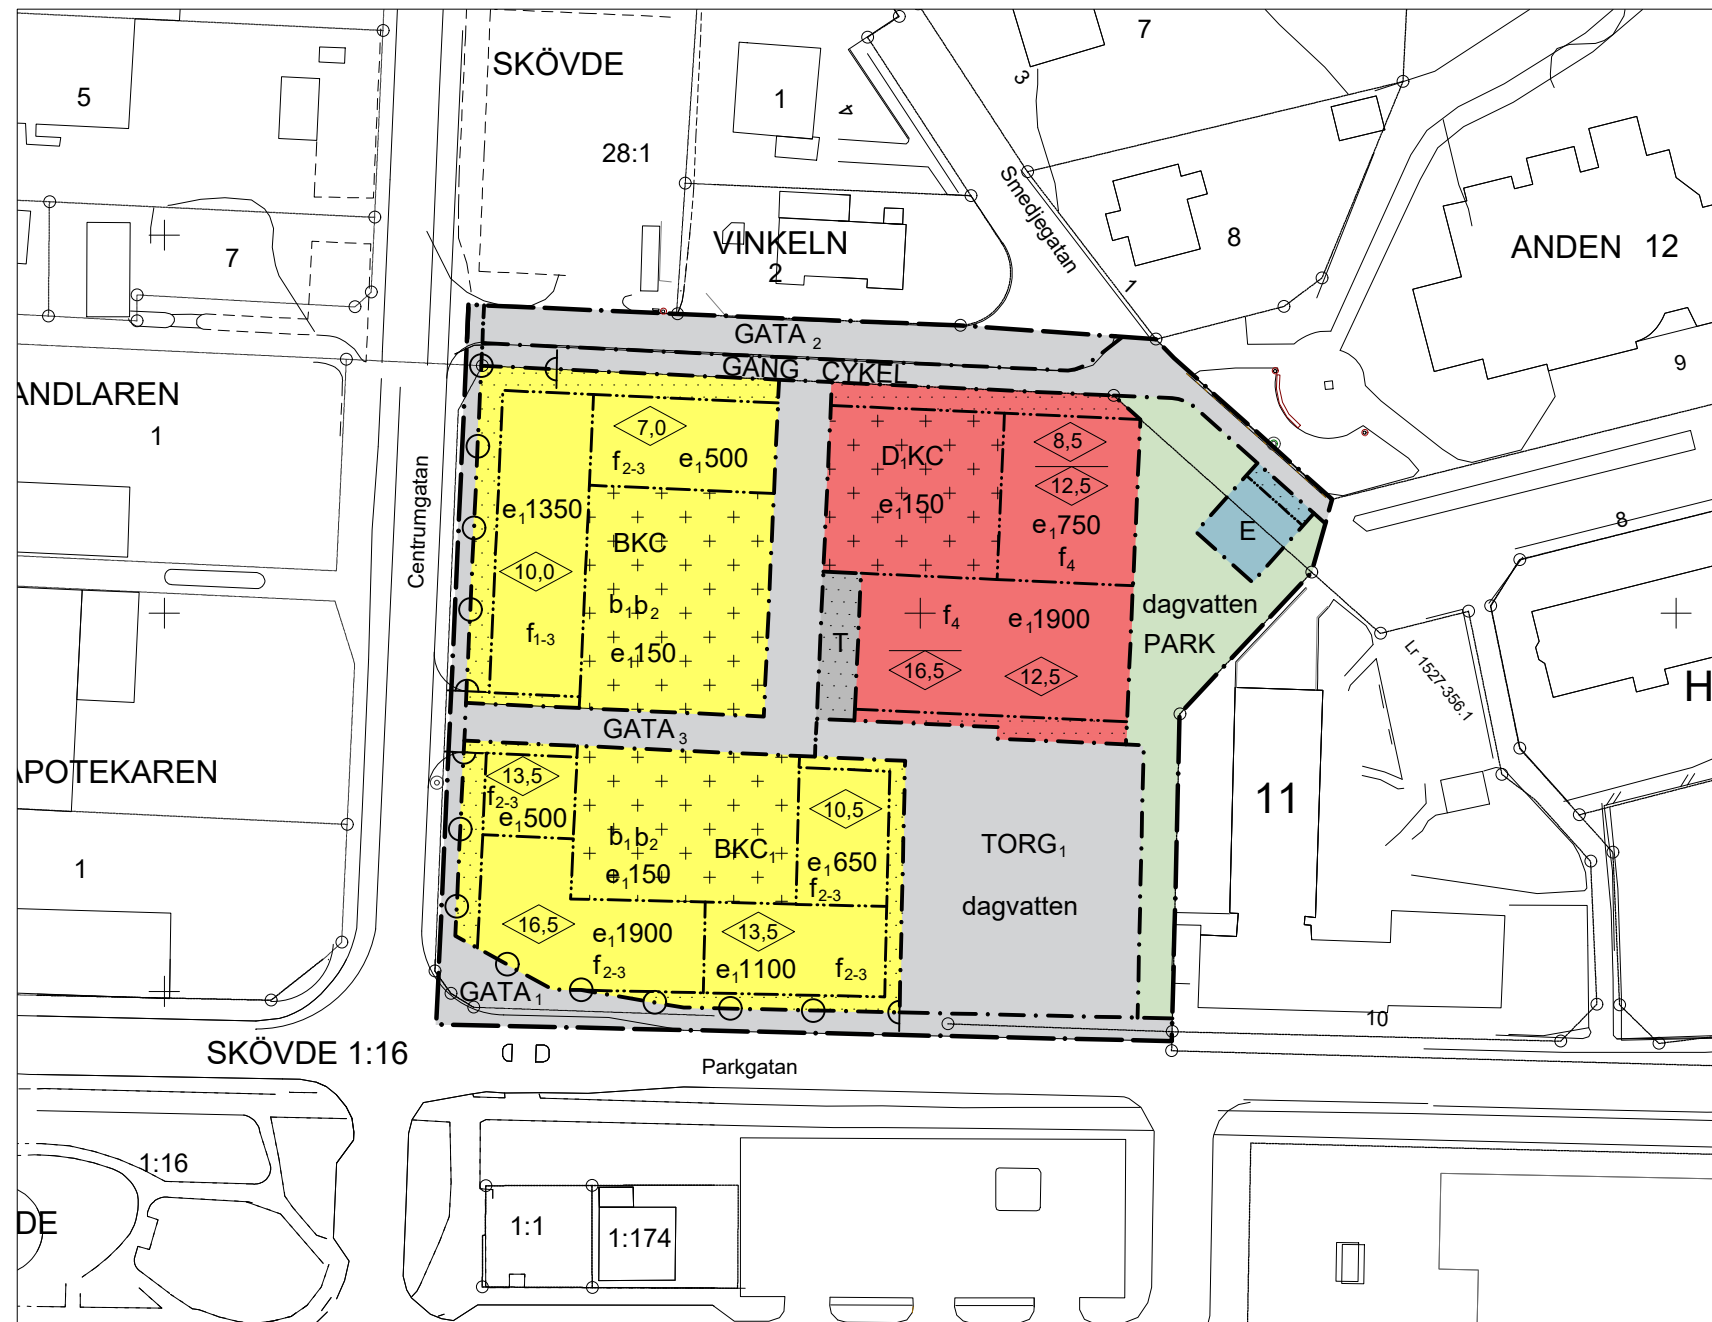 7
SKÖVDE
3
5
1
4
28:1
Smedjegatan
VINKELN
2
7
8
ANDEN 12
1
GATA 2
GÅNG CYKEL
9
ANDLAREN
1
7,0
f2-3 e1500
D1KC
8,5
12,5
e11350
e1150
e1750
f4
Centrumgatan
BKC
E
8
10,0
b1b2
f1-3
e1150
T
f4
e11900
dagvatten
PARK
16,5
12,5
Lr 1527-356.1
H
GATA 3
APOTEKAREN
13,5
f2-3
e1500
10,5
11
1
b1b2
BKC1
e1150
e1650
f2-3
TORG1
dagvatten
16,5
e11900
f2-3
13,5
e11100
f2-3
GATA1
10
SKÖVDE 1:16
Parkgatan
1:16
DE
1:1
1:174